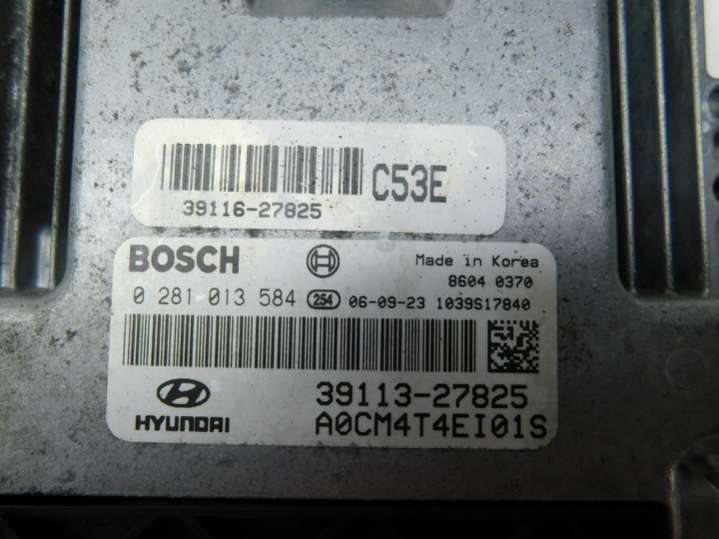 C53E
39116-27825
BOSCH
Made in Korea
8604 0370
0 281 013 584 254 06-09-23 1039S17840
39113-27825
HYUNDAI
A0CM4T4EI01S